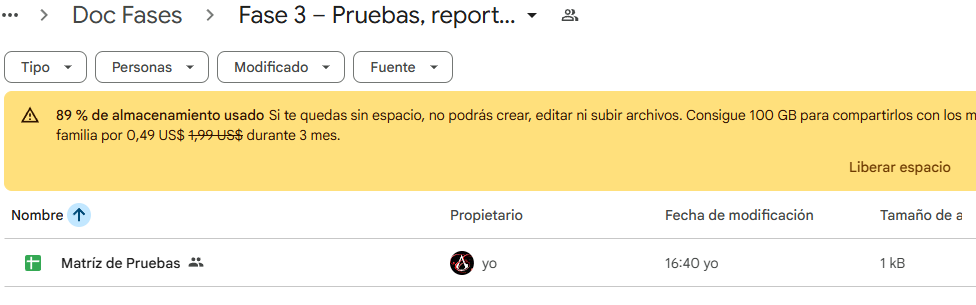 Doc Fases > Fase 3 – Pruebas, report...
Tipo Personas Modificado Fuente
89 % de almacenamiento usado Si te quedas sin espacio, no podrás crear, editar ni subir archivos. Consigue 100 GB para compartirlos con los m
familia por 0,49 US$ 1,99 US$ durante 3 mes.
Liberar espacio
Nombre Propietario Fecha de modificación Tamaño de a
Matríz de Pruebas yo 16:40 yo 1 kB